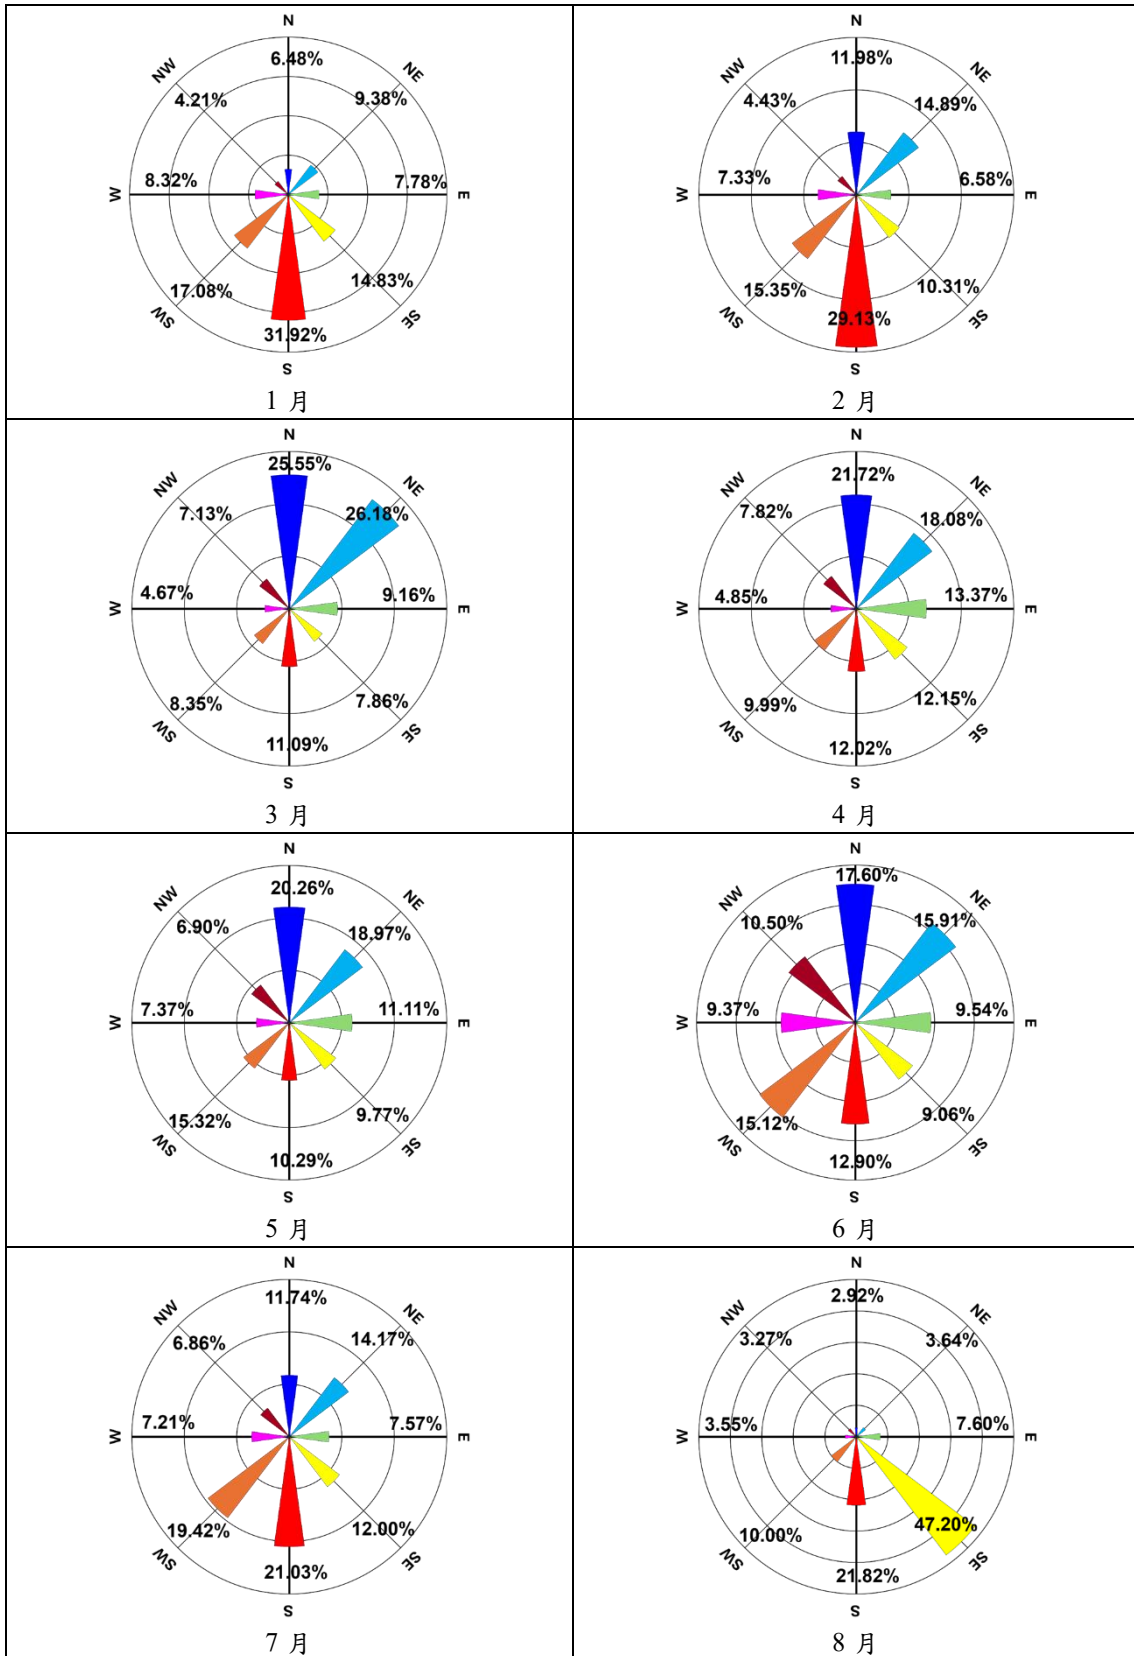 N
NW
6.48%
NE
4.21%
9.38%
W
8.32%
7.78%
E
17.08%
14.83%
SW
31.92%
SE
S
1 月
N
NW
11.98%
NE
4.43%
14.89%
W
7.33%
6.58%
E
15.35%
10.31%
SW
29.13%
SE
S
2 月
N
NW
25.55%
NE
7.13%
26.18%
W
4.67%
9.16%
E
8.35%
7.86%
SW
11.09%
SE
S
3 月
N
NW
21.72%
NE
7.82%
18.08%
W
4.85%
13.37%
E
9.99%
12.15%
SW
12.02%
SE
S
4 月
N
NW
20.26%
NE
6.90%
18.97%
W
7.37%
11.11%
E
15.32%
9.77%
SW
10.29%
SE
S
5 月
N
NW
17.60%
NE
10.50%
15.91%
W
9.37%
9.54%
E
15.12%
9.06%
SW
12.90%
SE
S
6 月
N
NW
11.74%
NE
6.86%
14.17%
W
7.21%
7.57%
E
19.42%
12.00%
SW
21.03%
SE
S
7 月
N
NW
2.92%
NE
3.27%
3.64%
W
3.55%
7.60%
E
10.00%
47.20%
SW
21.82%
SE
S
8 月